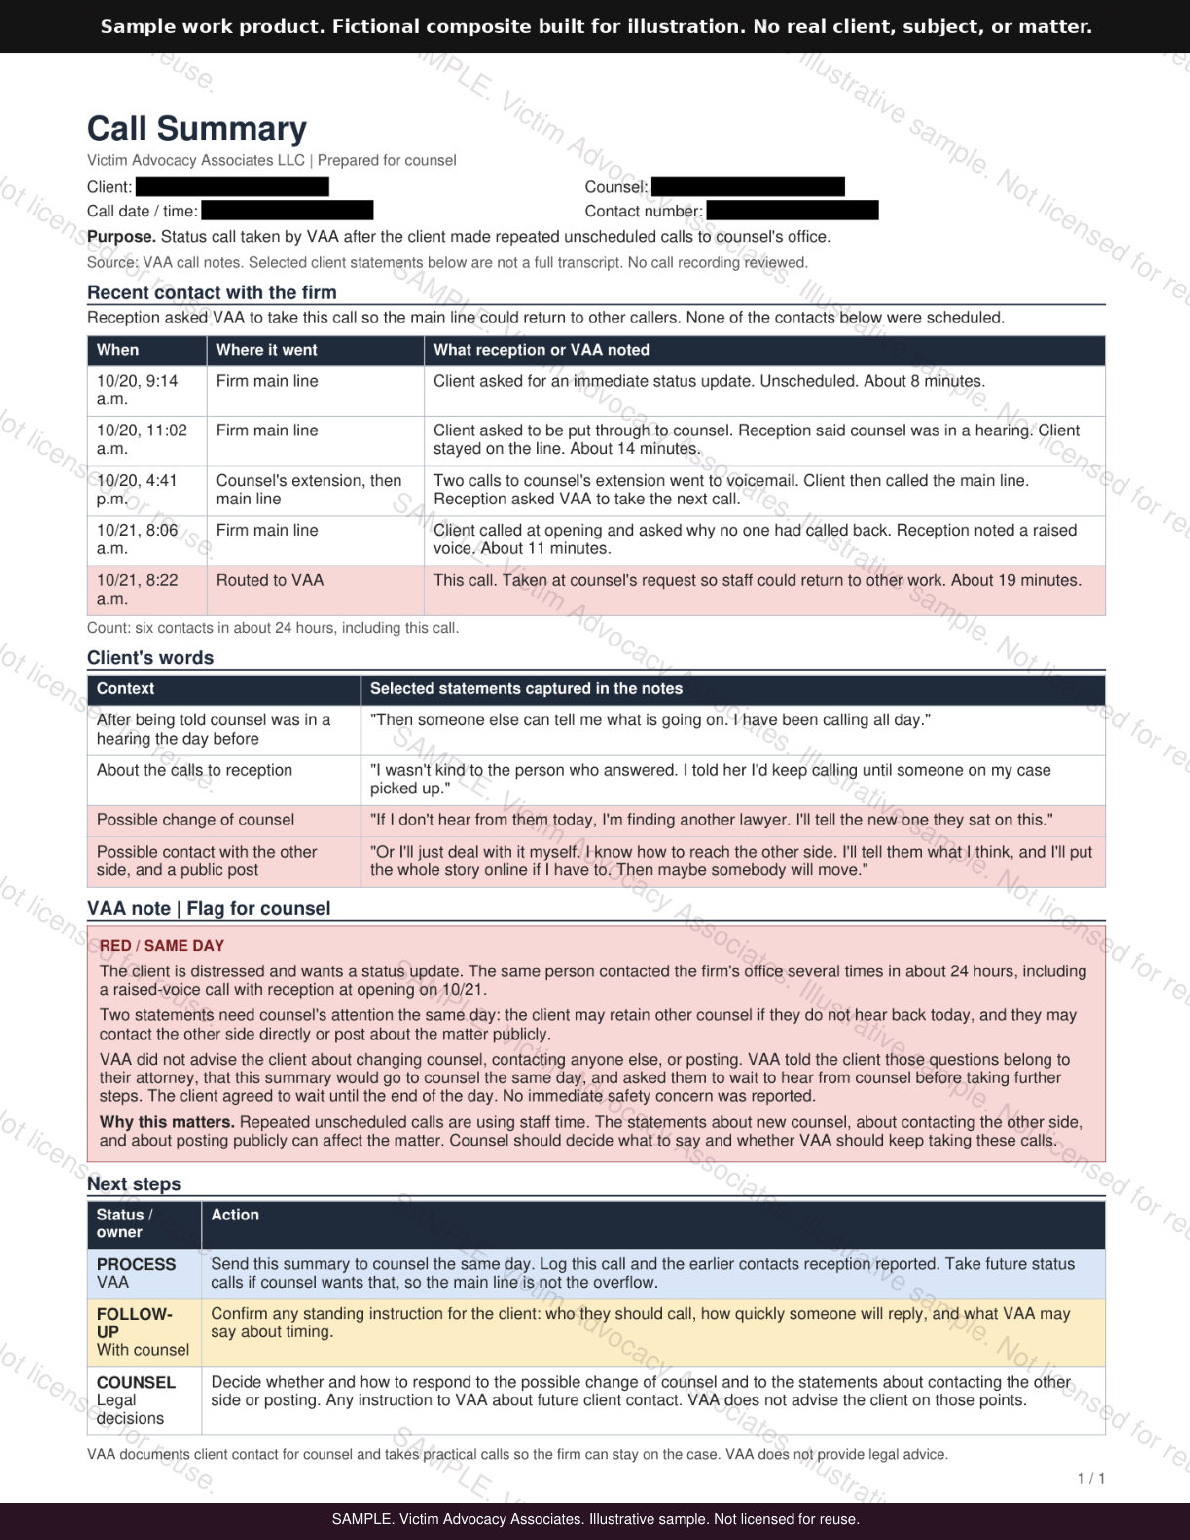 Sample work product. Fictional composite built for illustration. No real client, subject, or matter.
Call Summary
Victim Advocacy Associates LLC | Prepared for counsel
Client:
Counsel:
Call date / time:
Contact number:
Purpose. Status call taken by VAA after the client made repeated unscheduled calls to counsel's office.
Source: VAA call notes. Selected client statements below are not a full transcript. No call recording reviewed.
Recent contact with the firm
Reception asked VAA to take this call so the main line could return to other callers. None of the contacts below were scheduled.
When Where it went What reception or VAA noted
10/20, 9:14 a.m. Firm main line Client asked for an immediate status update. Unscheduled. About 8 minutes.
10/20, 11:02 a.m. Firm main line Client asked to be put through to counsel. Reception said counsel was in a hearing. Client
stayed on the line. About 14 minutes.
10/20, 4:41 p.m. Counsel's extension, then main line Two calls to counsel's extension went to voicemail. Client then called the main line.
Reception asked VAA to take the next call.
10/21, 8:06 a.m. Firm main line Client called at opening and asked why no one had called back. Reception noted a raised
voice. About 11 minutes.
10/21, 8:22 a.m. Routed to VAA This call. Taken at counsel's request so staff could return to other work. About 19 minutes.
Count: six contacts in about 24 hours, including this call.
Client's words
Context Selected statements captured in the notes
After being told counsel was in a hearing the day before "Then someone else can tell me what is going on. I have been calling all day."
About the calls to reception "I wasn't kind to the person who answered. I told her I'd keep calling until someone on my case
picked up."
Possible change of counsel "If I don't hear from them today, I'm finding another lawyer. I'll tell the new one they sat on this."
Possible contact with the other side, and a public post "Or I'll just deal with it myself. I know how to reach the other side. I'll tell them what I think, and I'll put
the whole story online if I have to. Then maybe somebody will move."
VAA note | Flag for counsel
RED / SAME DAY
The client is distressed and wants a status update. The same person contacted the firm's office several times in about 24 hours, including
a raised-voice call with reception at opening on 10/21.
Two statements need counsel's attention the same day: the client may retain other counsel if they do not hear back today, and they may
contact the other side directly or post about the matter publicly.
VAA did not advise the client about changing counsel, contacting anyone else, or posting. VAA told the client those questions belong to
their attorney, that this summary would go to counsel the same day, and asked them to wait to hear from counsel before taking further
steps. The client agreed to wait until the end of the day. No immediate safety concern was reported.
Why this matters. Repeated unscheduled calls are using staff time. The statements about new counsel, about contacting the other side,
and about posting publicly can affect the matter. Counsel should decide what to say and whether VAA should keep taking these calls.
Next steps
Status / owner Action
PROCESS VAA Send this summary to counsel the same day. Log this call and the earlier contacts reception reported. Take future status
calls if counsel wants that, so the main line is not the overflow.
FOLLOW-UP With counsel Confirm any standing instruction for the client: who they should call, how quickly someone will reply, and what VAA may
say about timing.
COUNSEL Legal decisions Decide whether and how to respond to the possible change of counsel and to the statements about contacting the other
side or posting. Any instruction to VAA about future client contact. VAA does not advise the client on those points.
VAA documents client contact for counsel and takes practical calls so the firm can stay on the case. VAA does not provide legal advice.
1 / 1
SAMPLE. Victim Advocacy Associates. Illustrative sample. Not licensed for reuse.